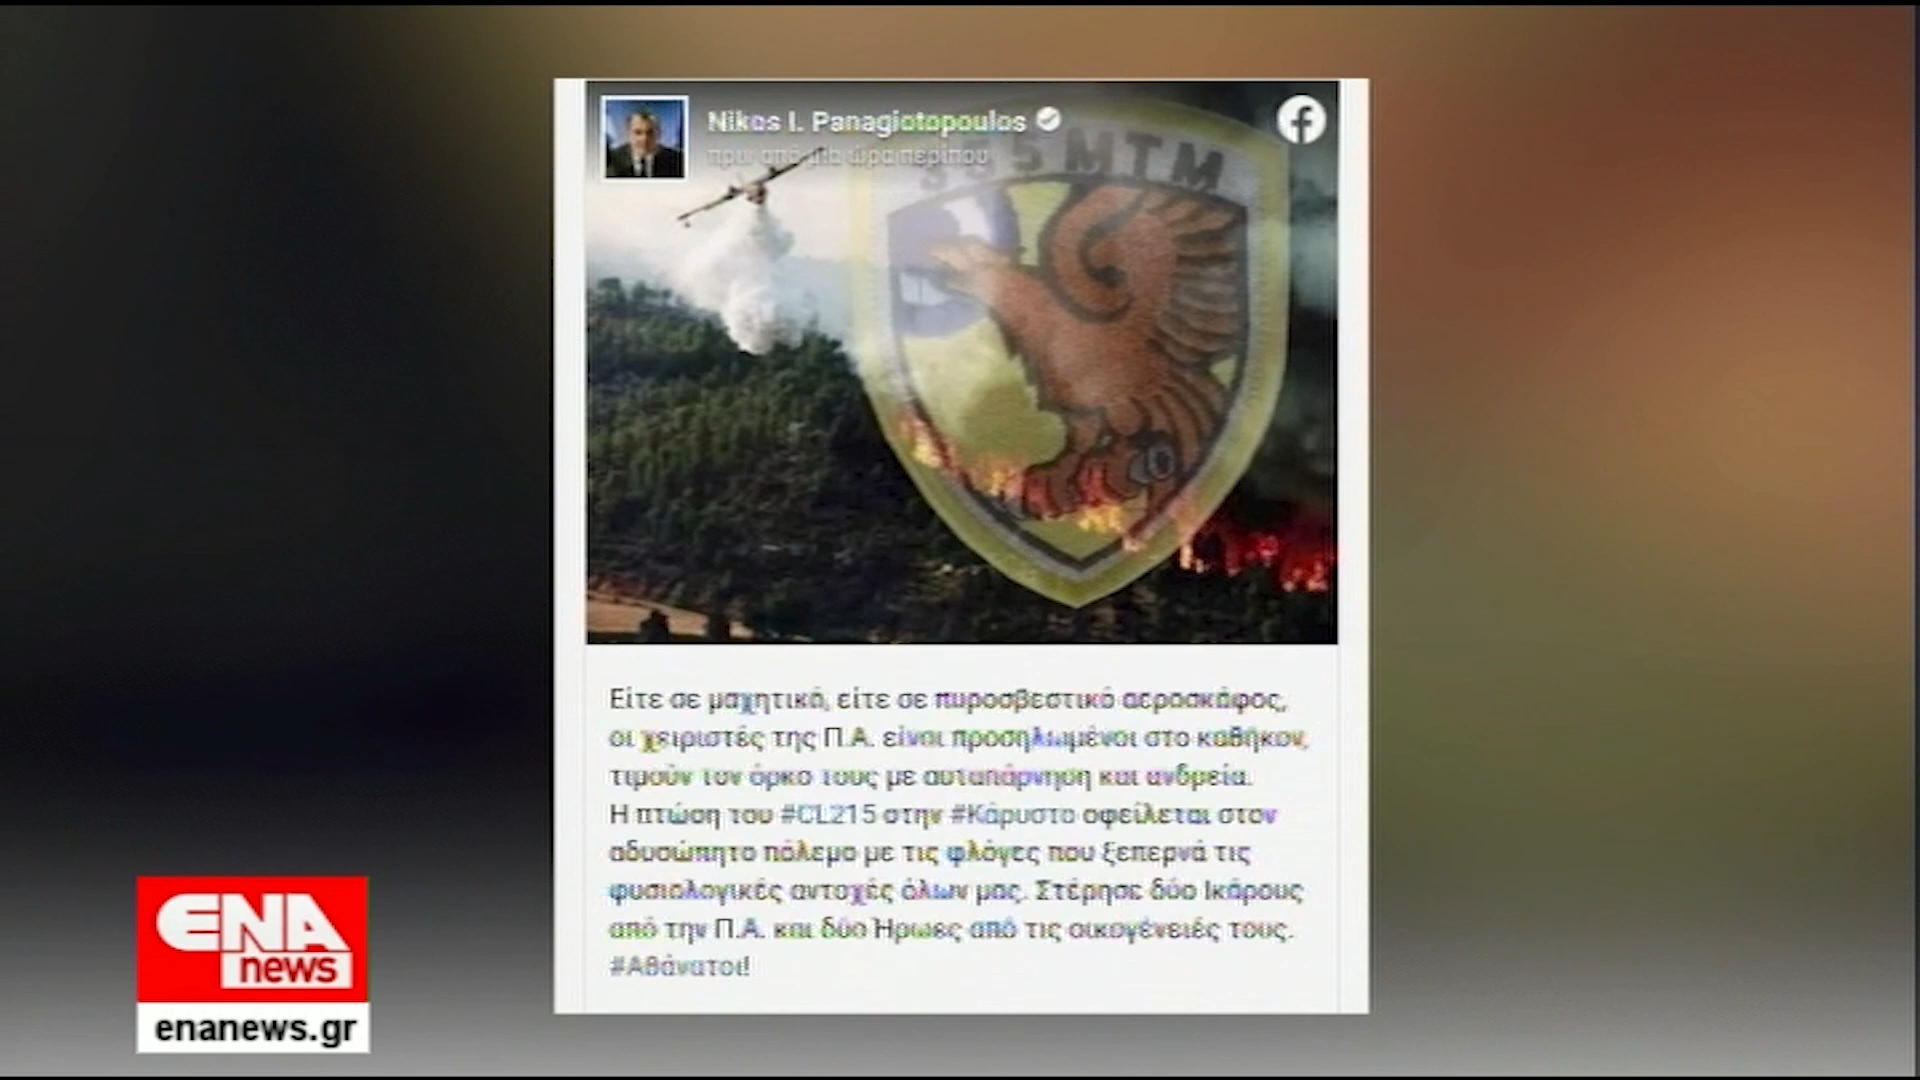 Nikos I. Panagiotopoulos
πριν από μία ώρα περίπου
355 ΜΤΜ
Είτε σε μαχητικό, είτε σε πυροσβεστικό αεροσκάφος,
οι χειριστές της Π.Α. είναι προσηλωμένοι στο καθήκον,
τιμούν τον όρκο τους με αυταπάρνηση και ανδρεία.
Η πτώση του #CL215 στην #Κάρυστο οφείλεται στον
αδυσώπητο πόλεμο με τις φλόγες που ξεπερνά τις
φυσιολογικές αντοχές όλων μας. Στέρησε δύο Ικάρους
από την Π.Α. και δύο Ήρωες από τις οικογένειές τους.
#Αθάνατοι!
ENA
news
enanews.gr